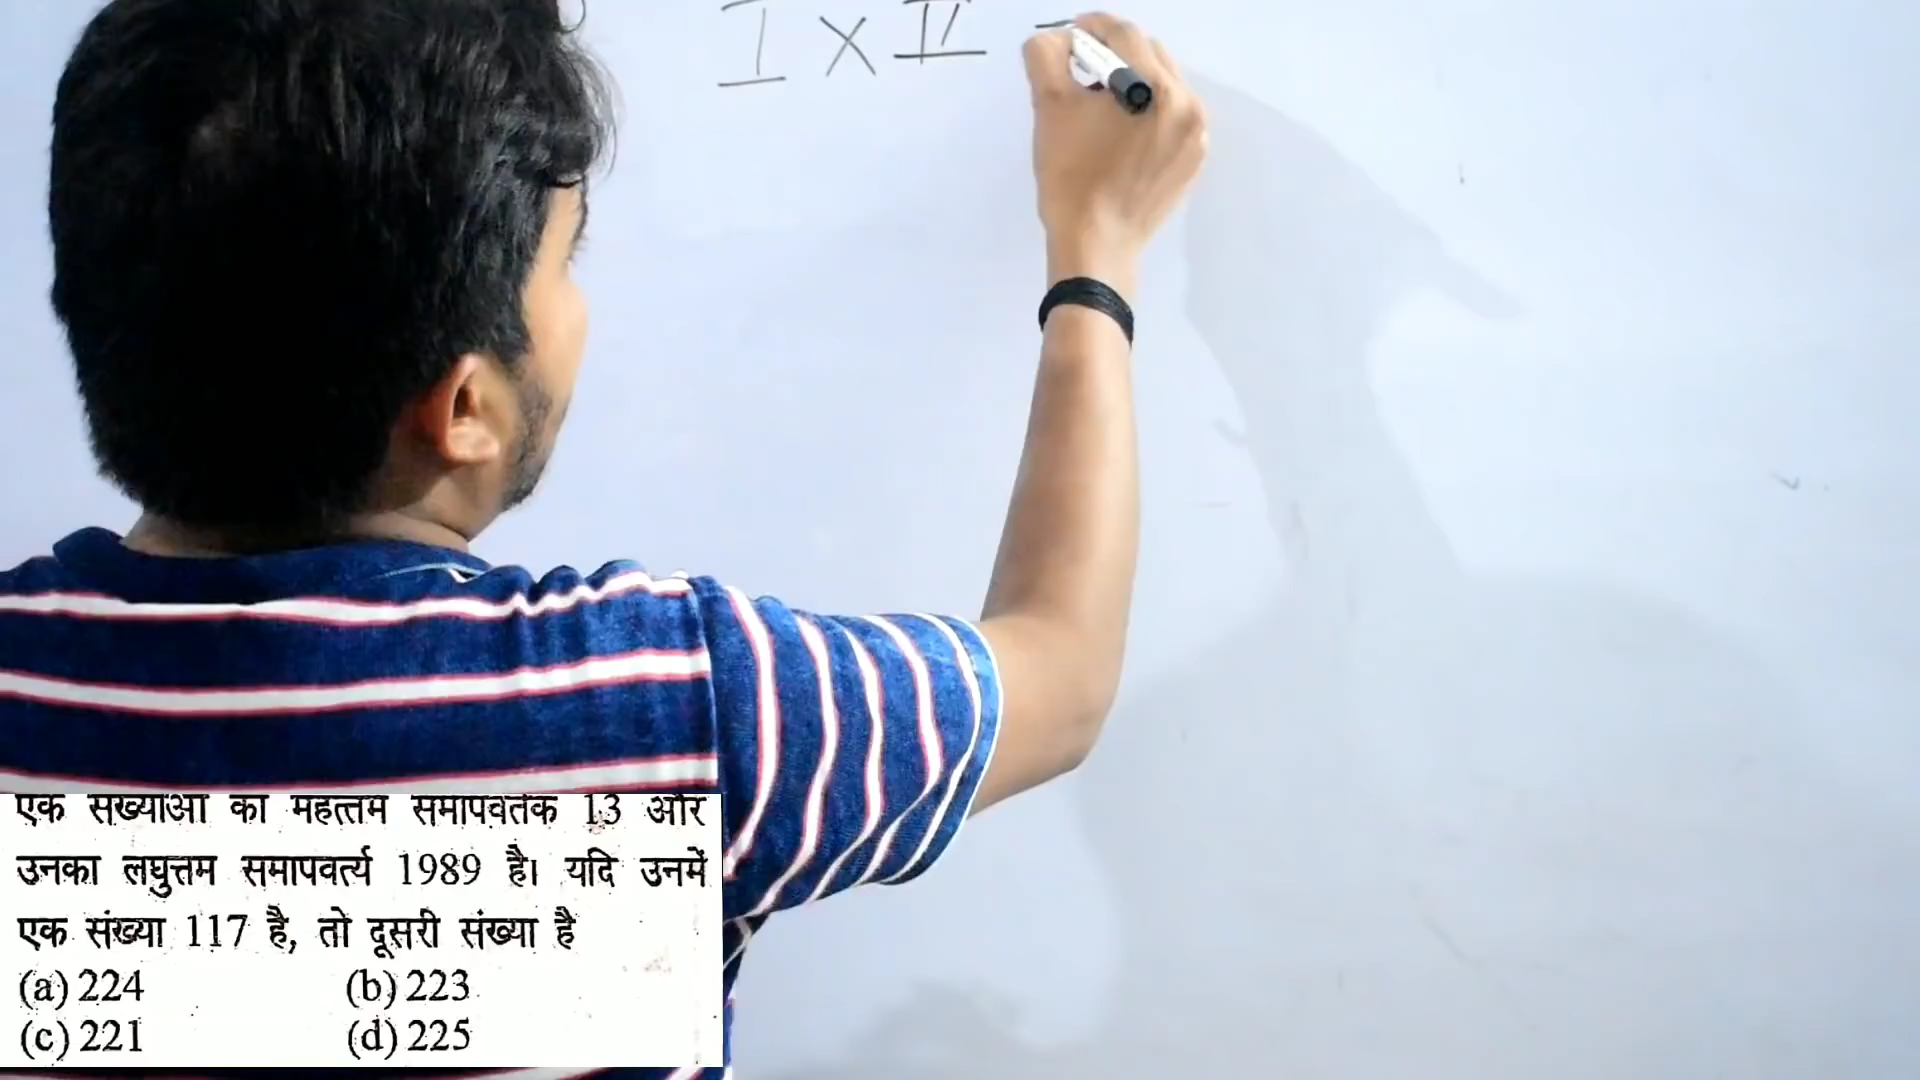 I × II =
एक संख्याओं का महत्तम समापवर्तक 13 और
उनका लघुत्तम समापवर्त्य 1989 है। यदि उनमें
एक संख्या 117 है, तो दूसरी संख्या है
(a) 224 (b) 223
(c) 221 (d) 225